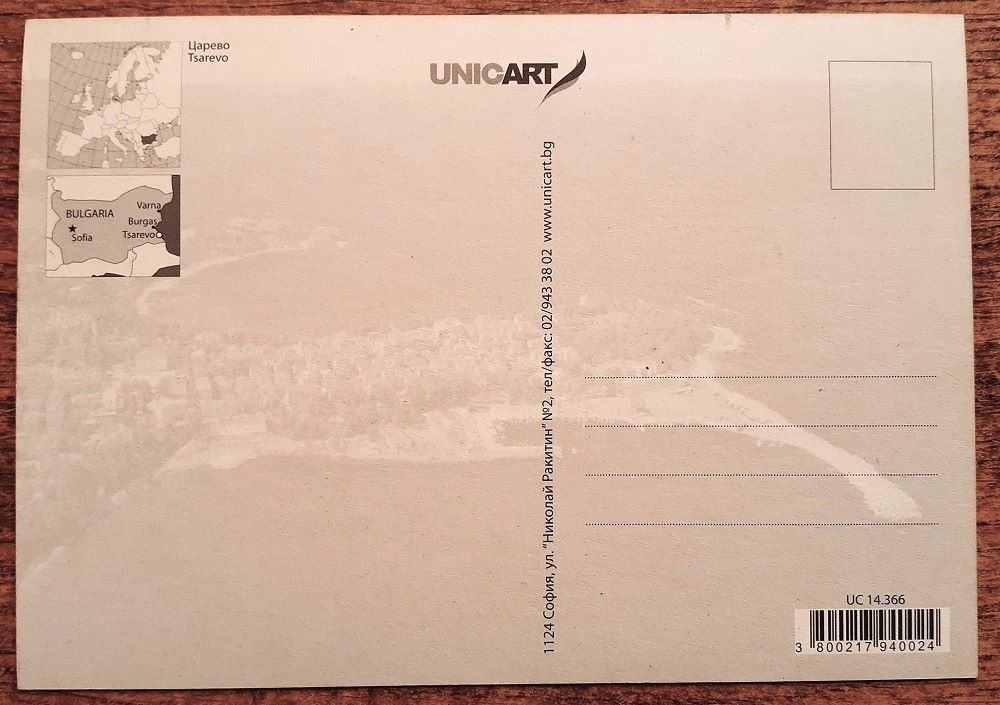 Царево
Tsarevo
UNICART
BULGARIA
Varna
Burgas
Sofia
Tsarevo
1124 София, ул. "Николай Ракитин" №2, тел/факс: 02/943 38 02 www.unicart.bg
UC 14.366
3 800217 940024